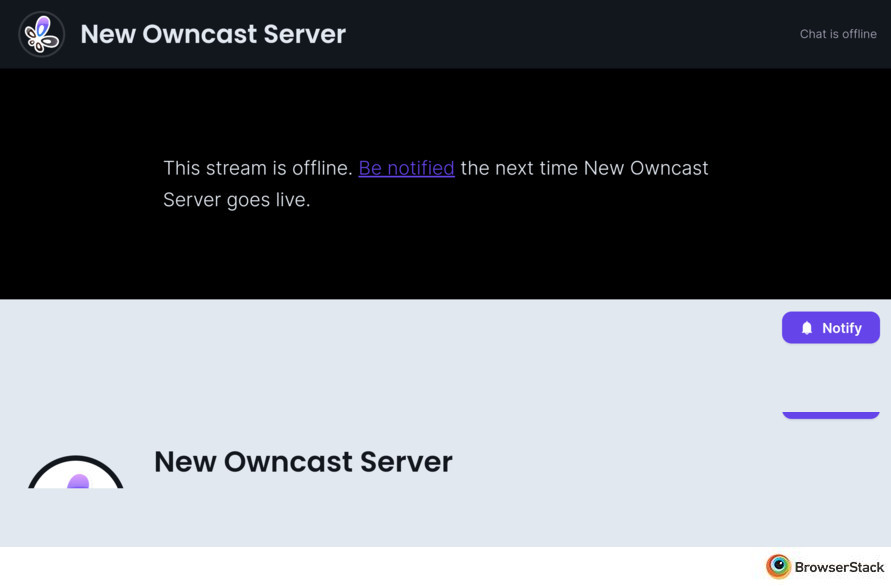 New Owncast Server
Chat is offline
This stream is offline. Be notified the next time New Owncast
Server goes live.
Notify
New Owncast Server
BrowserStack